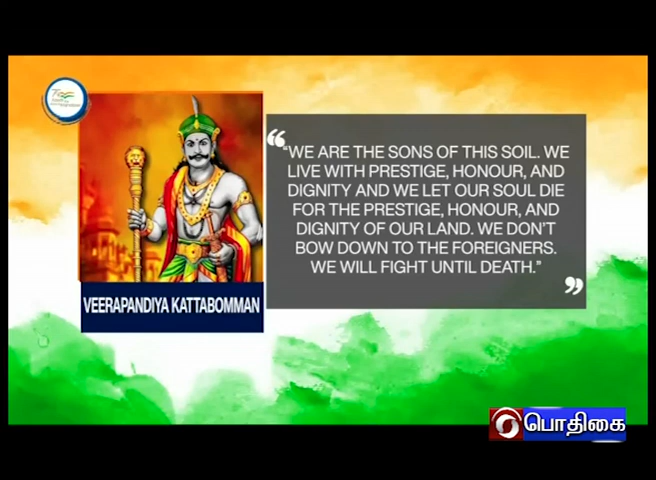 “WE ARE THE SONS OF THIS SOIL. WE
LIVE WITH PRESTIGE, HONOUR, AND
DIGNITY AND WE LET OUR SOUL DIE
FOR THE PRESTIGE, HONOUR, AND
DIGNITY OF OUR LAND. WE DON'T
BOW DOWN TO THE FOREIGNERS.
WE WILL FIGHT UNTIL DEATH.”
VEERAPANDIYA KATTABOMMAN
பொதிகை